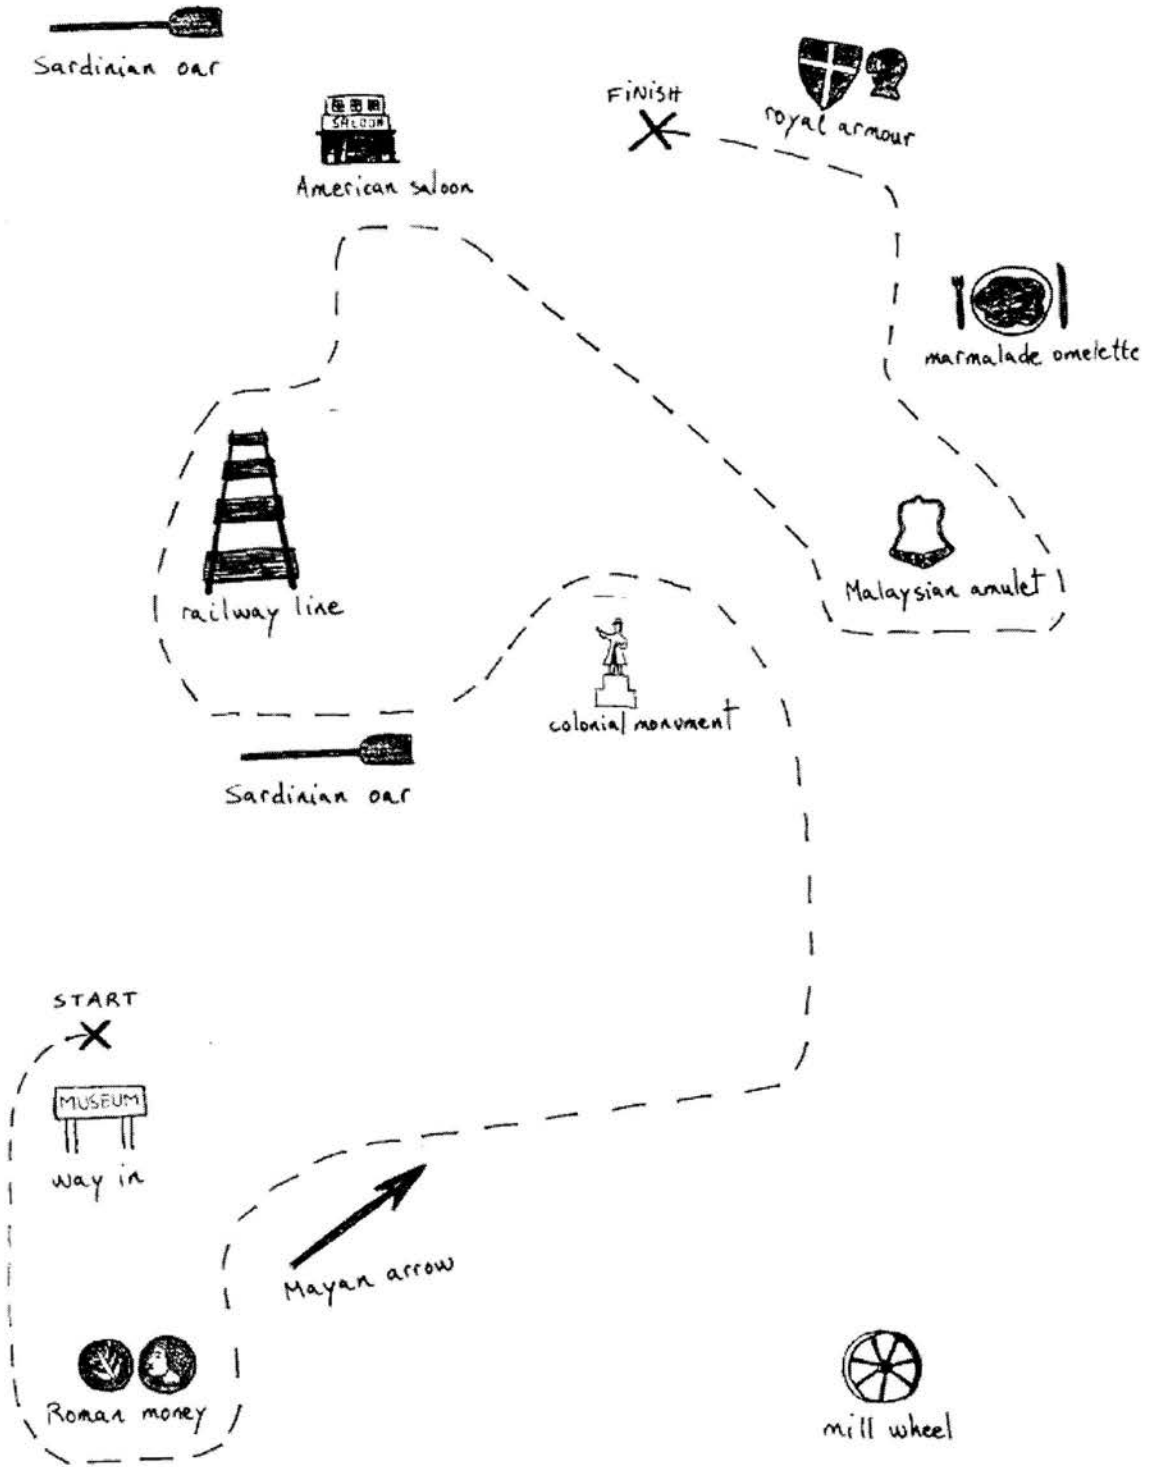 Sardinian oar
FINISH
royal armour
SALOON
American saloon
marmalade omelette
Malaysian amulet
railway line
colonial monument
Sardinian oar
START
MUSEUM
way in
Mayan arrow
Roman money
mill wheel